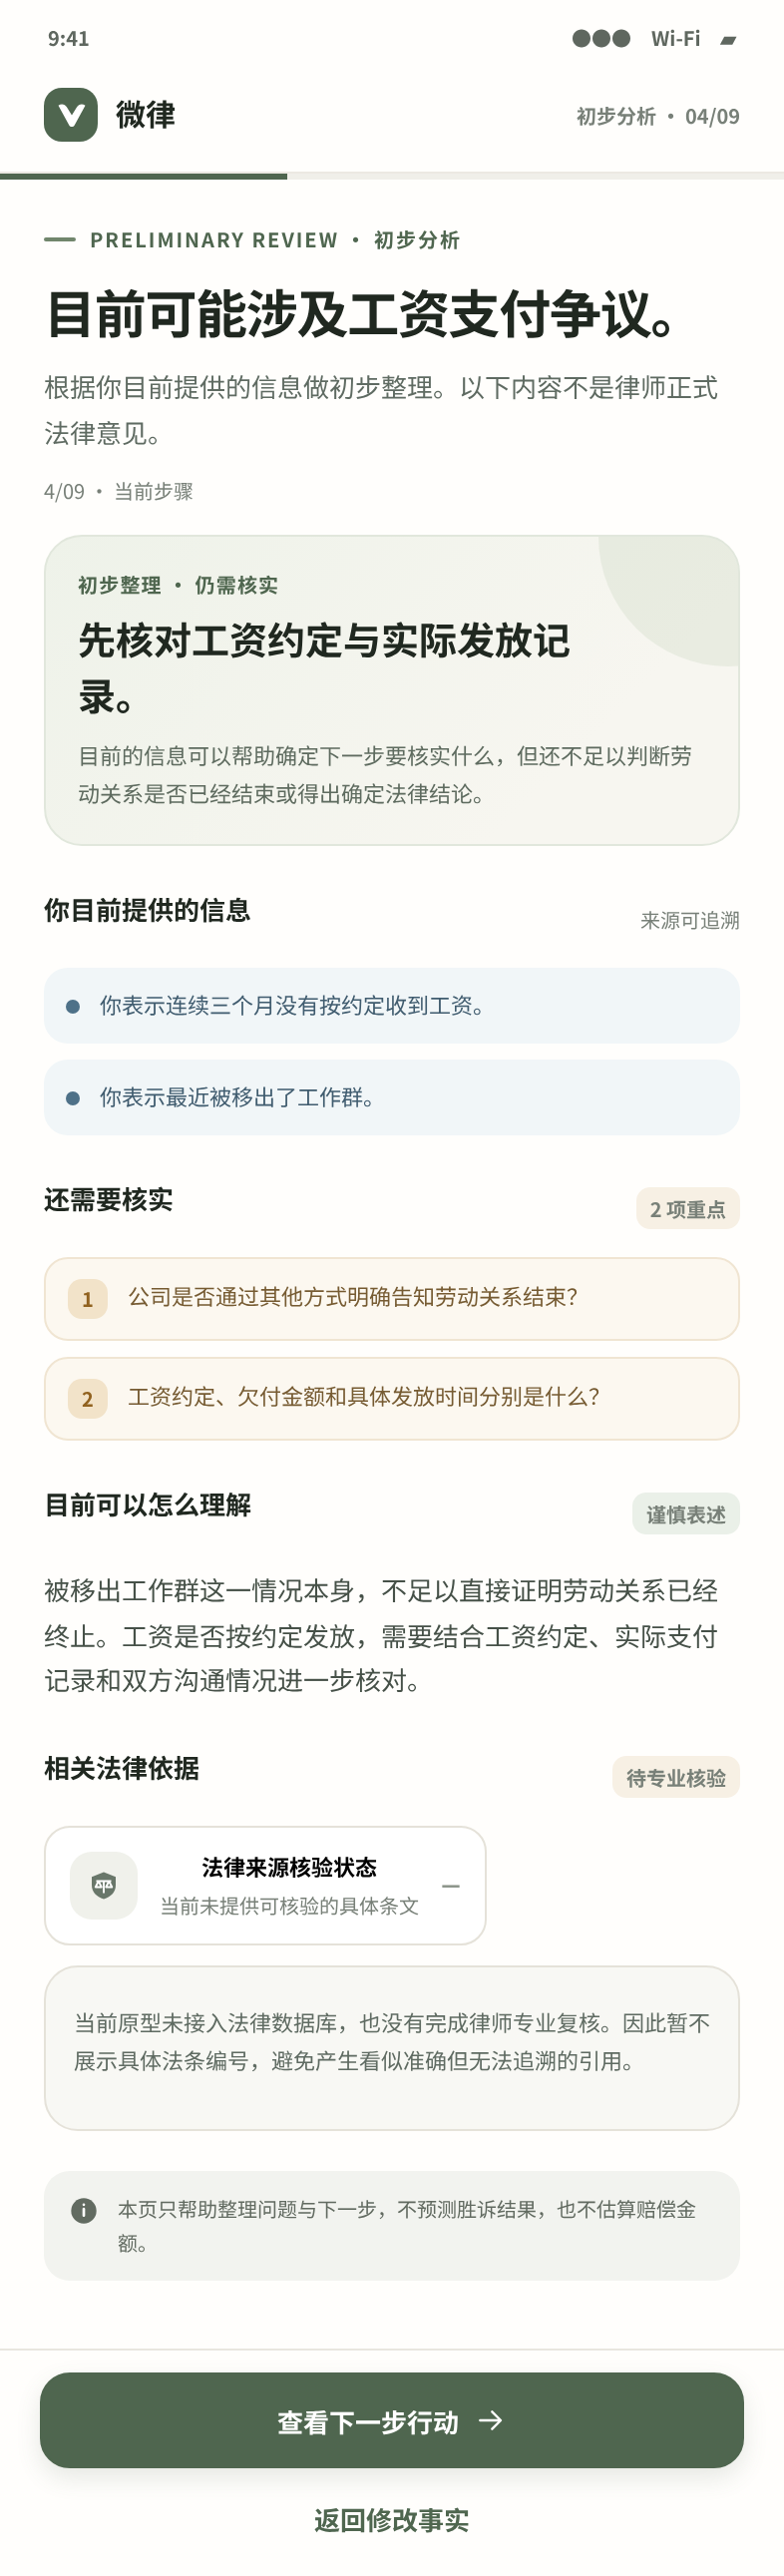 9:41
Wi-Fi
微律
初步分析 · 04/09
PRELIMINARY REVIEW · 初步分析
目前可能涉及工资支付争议。
根据你目前提供的信息做初步整理。以下内容不是律师正式
法律意见。
4/09 · 当前步骤
初步整理 · 仍需核实
先核对工资约定与实际发放记
录。
目前的信息可以帮助确定下一步要核实什么，但还不足以判断劳
动关系是否已经结束或得出确定法律结论。
你目前提供的信息
来源可追溯
你表示连续三个月没有按约定收到工资。
你表示最近被移出了工作群。
还需要核实
2 项重点
1 公司是否通过其他方式明确告知劳动关系结束？
2 工资约定、欠付金额和具体发放时间分别是什么？
目前可以怎么理解
谨慎表述
被移出工作群这一情况本身，不足以直接证明劳动关系已经
终止。工资是否按约定发放，需要结合工资约定、实际支付
记录和双方沟通情况进一步核对。
相关法律依据
待专业核验
法律来源核验状态
当前未提供可核验的具体条文
当前原型未接入法律数据库，也没有完成律师专业复核。因此暂不
展示具体法条编号，避免产生看似准确但无法追溯的引用。
本页只帮助整理问题与下一步，不预测胜诉结果，也不估算赔偿金
额。
查看下一步行动 →
返回修改事实